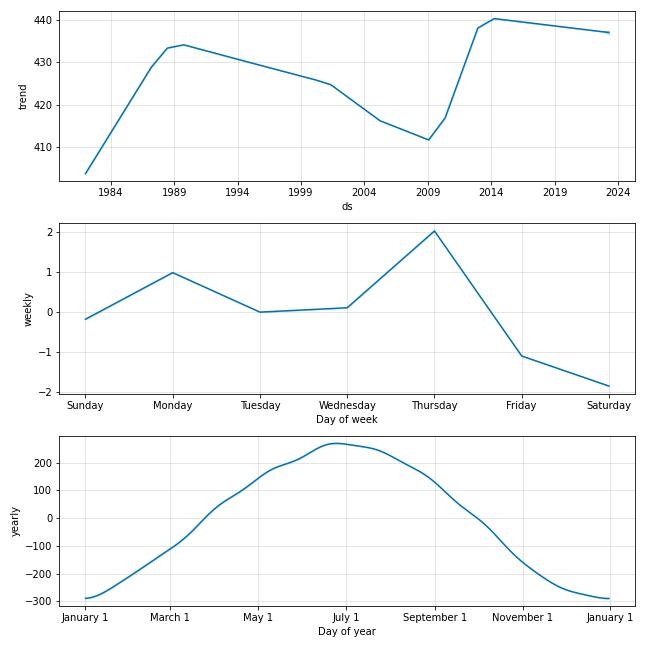 440
430
420
410
trend
1984 1989 1994 1999 2004 2009 2014 2019 2024
ds
2
1
0
−1
−2
weekly
Sunday Monday Tuesday Wednesday Thursday Friday Saturday
Day of week
200
100
0
−100
−200
−300
yearly
January 1 March 1 May 1 July 1 September 1 November 1 January 1
Day of year